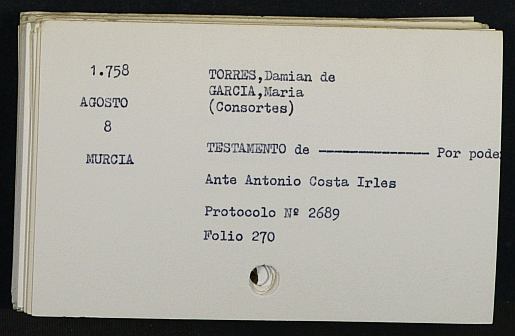 1.758
AGOSTO
8
MURCIA
TORRES,Damian de
GARCIA,Maria
(Consortes)
TESTAMENTO de ------------- Por poder
Ante Antonio Costa Irles
Protocolo Nº 2689
Folio 270